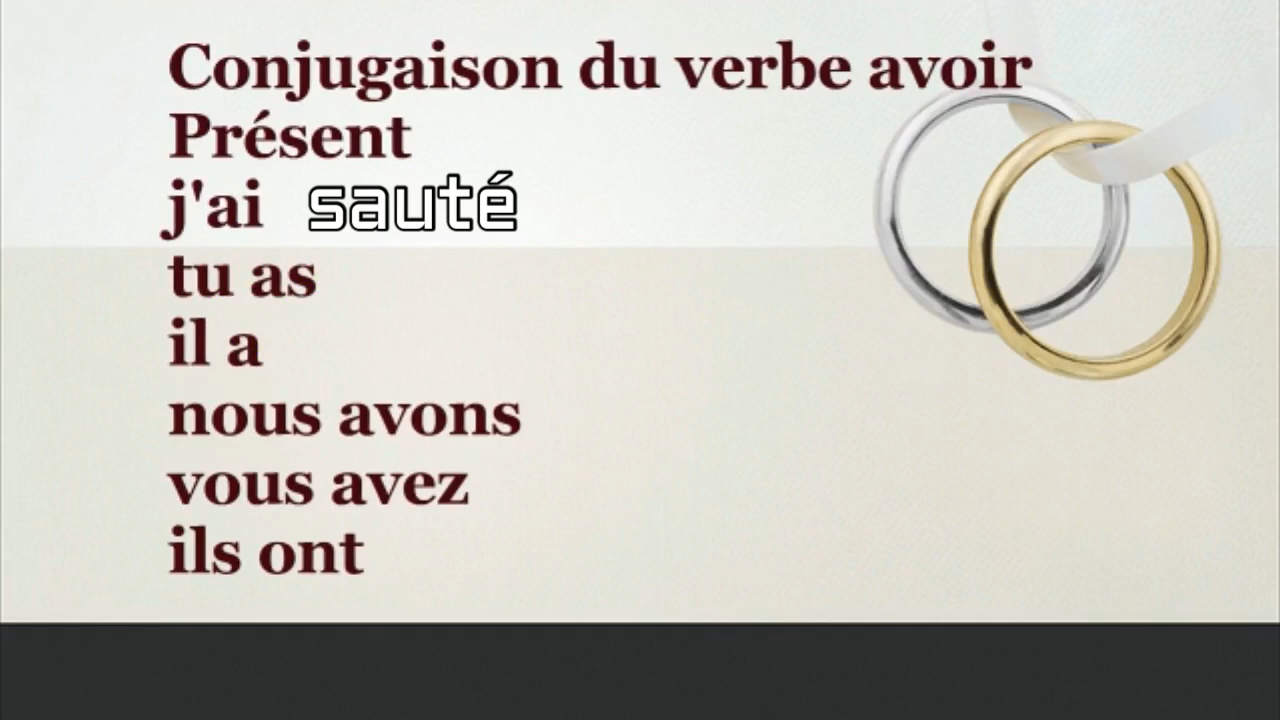 Conjugaison du verbe avoir
Présent
j'ai sauté
tu as
il a
nous avons
vous avez
ils ont